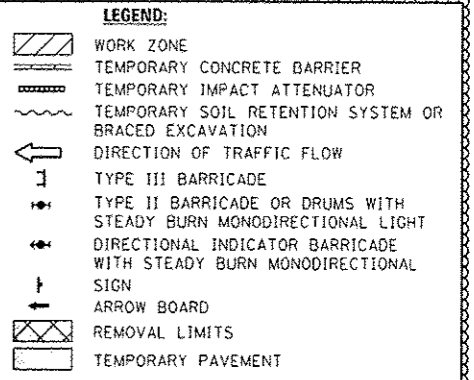 LEGEND:
WORK ZONE
TEMPORARY CONCRETE BARRIER
TEMPORARY IMPACT ATTENUATOR
TEMPORARY SOIL RETENTION SYSTEM OR
BRACED EXCAVATION
DIRECTION OF TRAFFIC FLOW
TYPE III BARRICADE
TYPE II BARRICADE OR DRUMS WITH
STEADY BURN MONODIRECTIONAL LIGHT
DIRECTIONAL INDICATOR BARRICADE
WITH STEADY BURN MONODIRECTIONAL
SIGN
ARROW BOARD
REMOVAL LIMITS
TEMPORARY PAVEMENT